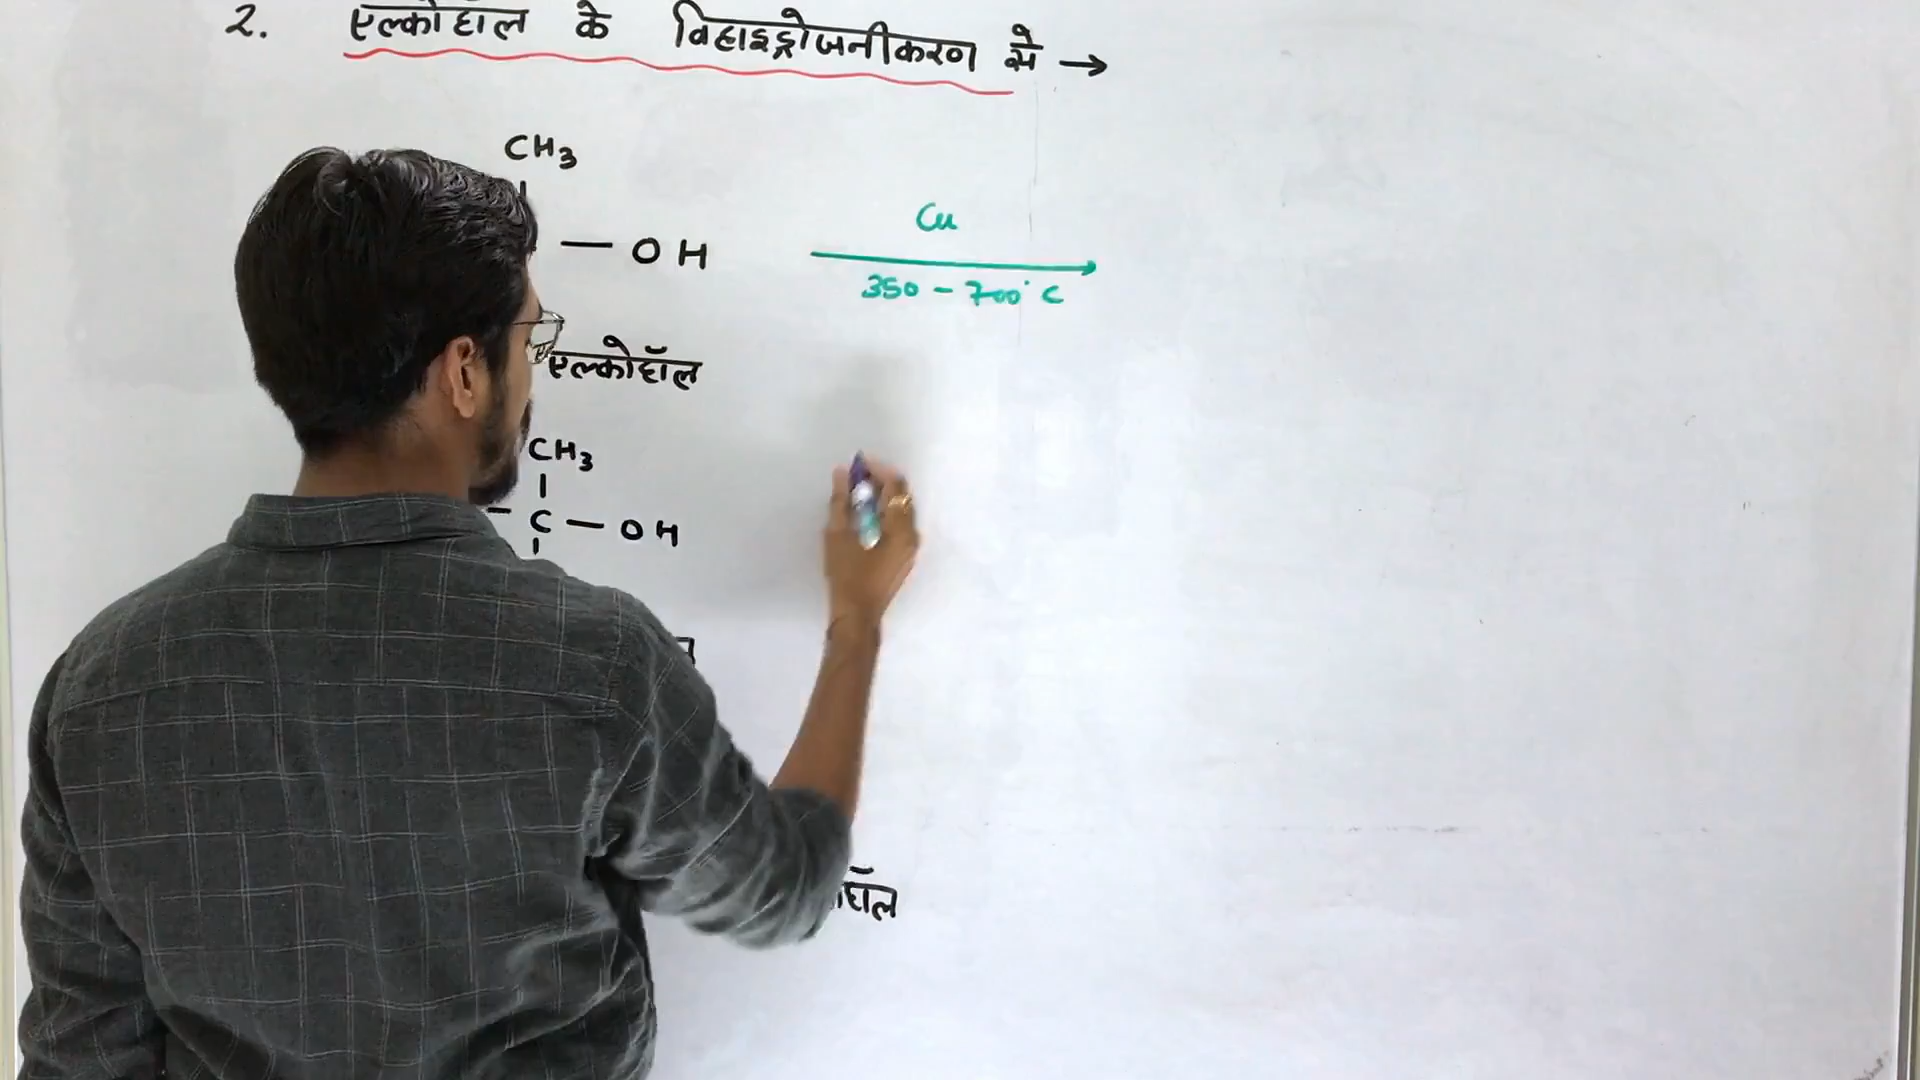 2. एल्कोहॉल के विहाइड्रोजनीकरण से →
CH3
— OH
Cu
350 - 700° C
एल्कोहॉल
CH3
C — OH